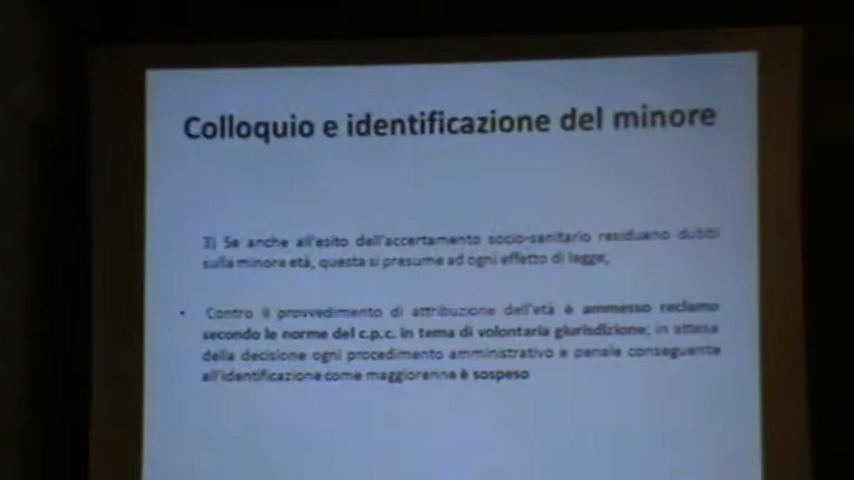 Colloquio e identificazione del minore
3) Se anche all'esito dell'accertamento socio-sanitario residuano dubbi
sulla minora età, questa si presume ad ogni effetto di legge;
• Contro il provvedimento di attribuzione dell'età è ammesso reclamo
secondo le norme del c.p.c. in tema di volontaria giurisdizione; in attesa
della decisione ogni procedimento amministrativo e penale conseguente
all'identificazione come maggiorenne è sospeso